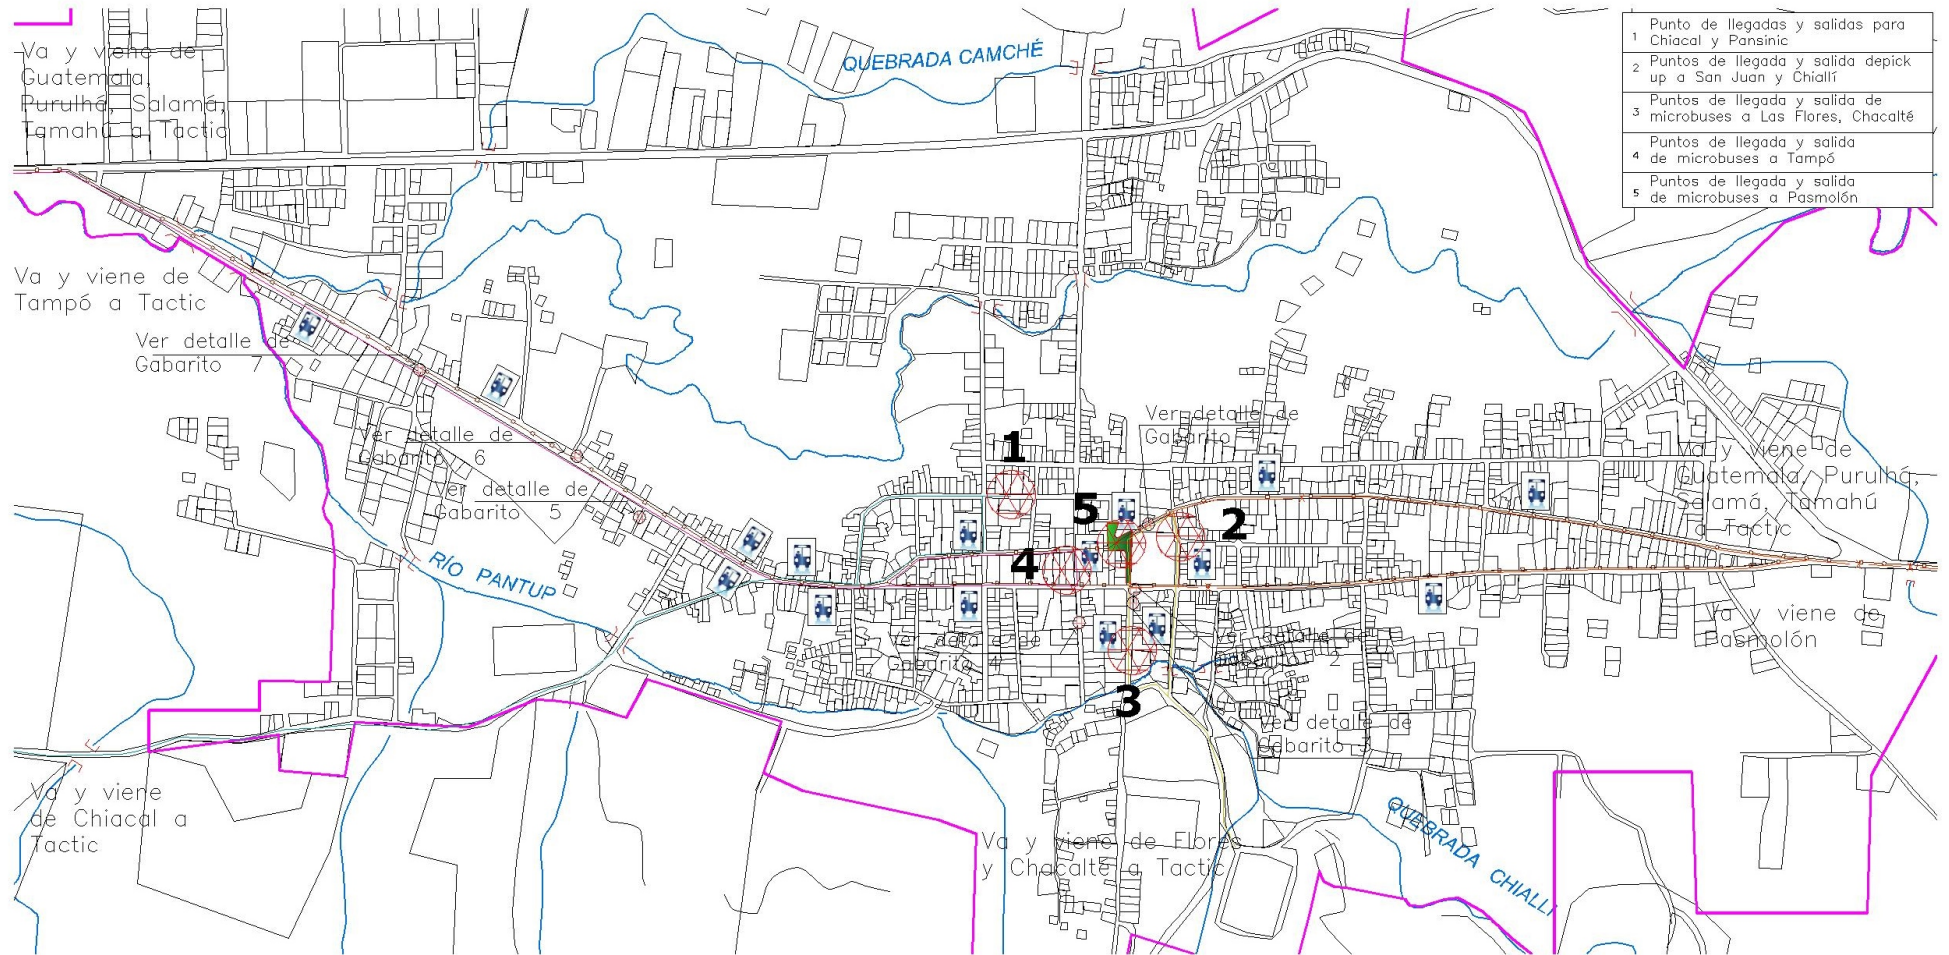 Va y viene de
Guatemala,
Purulhá, Salamá,
Tamahú a Tactic
QUEBRADA CAMCHÉ
1 Punto de llegadas y salidas para
Chiacal y Pansinic
2 Puntos de llegada y salida depick
up a San Juan y Chiallí
3 Puntos de llegada y salida de
microbuses a Las Flores, Chacalté
4 Puntos de llegada y salida
de microbuses a Tampó
5 Puntos de llegada y salida
de microbuses a Pasmolón
Va y viene de
Tampó a Tactic
Ver detalle de
Gabarito 7
Ver detalle de
Gabarito 6
Ver detalle de
Gabarito 5
Ver detalle de
Gabarito 1
1
5
2
4
3
Va y viene de
Guatemala, Purulhá,
Salamá, Tamahú
a Tactic
RÍO PANTUP
Ver detalle de
Gabarito 4
Ver detalle de
Gabarito 2
Va y viene de
Pasmolón
Ver detalle de
Gabarito 3
Va y viene
de Chiacal a
Tactic
Va y viene de Flores
y Chacalté a Tactic
QUEBRADA CHIALLI